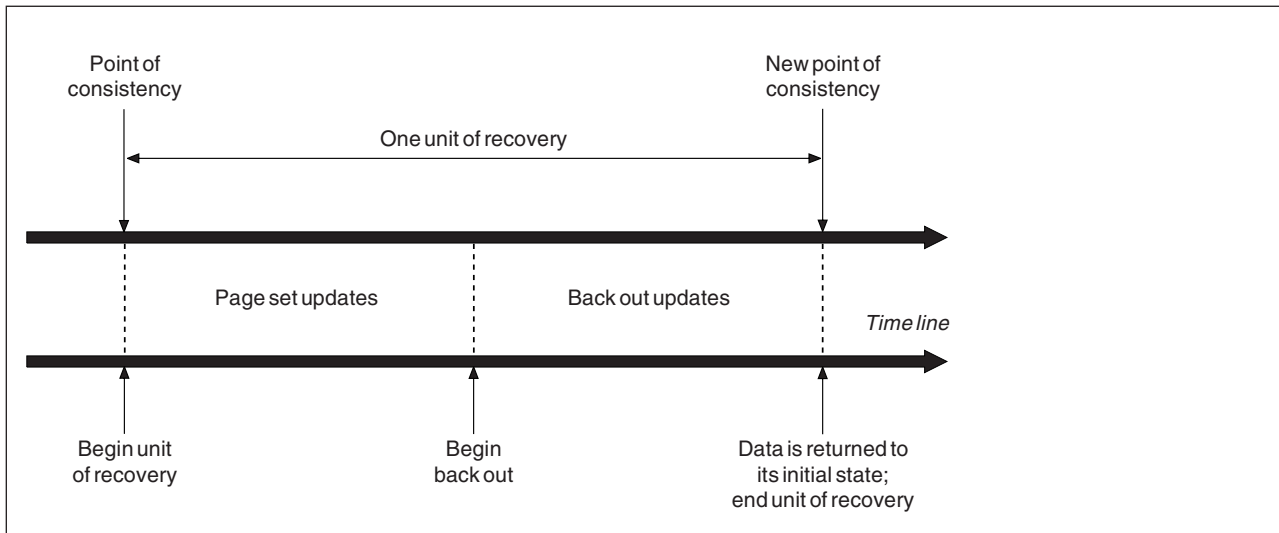 Point of
consistency
New point of
consistency
One unit of recovery
Page set updates
Back out updates
Time line
Begin unit
of recovery
Begin
back out
Data is returned to
its initial state;
end unit of recovery